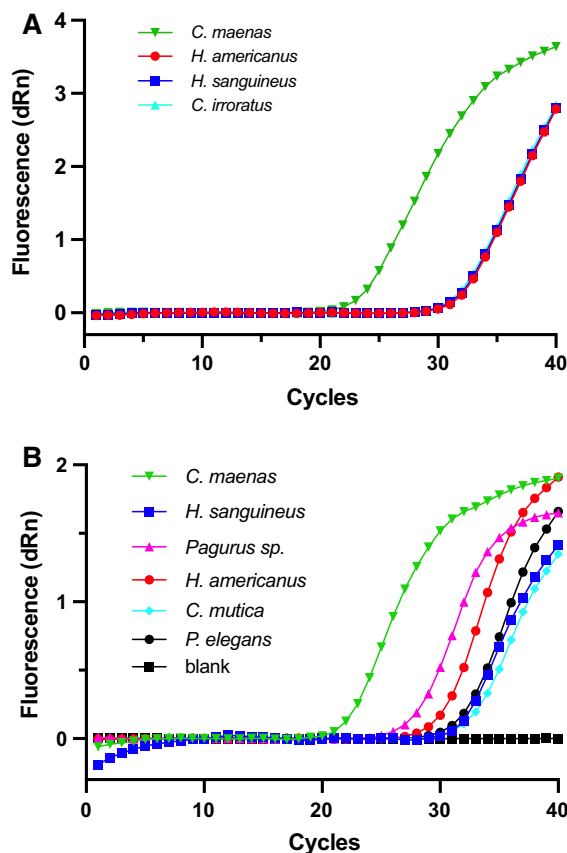 A
C. maenas
H. americanus
H. sanguineus
C. irroratus
Fluorescence (dRn)
4
3
2
1
0
0 10 20 30 40
Cycles
B
C. maenas
H. sanguineus
Pagurus sp.
H. americanus
C. mutica
P. elegans
blank
Fluorescence (dRn)
2
1
0
0 10 20 30 40
Cycles